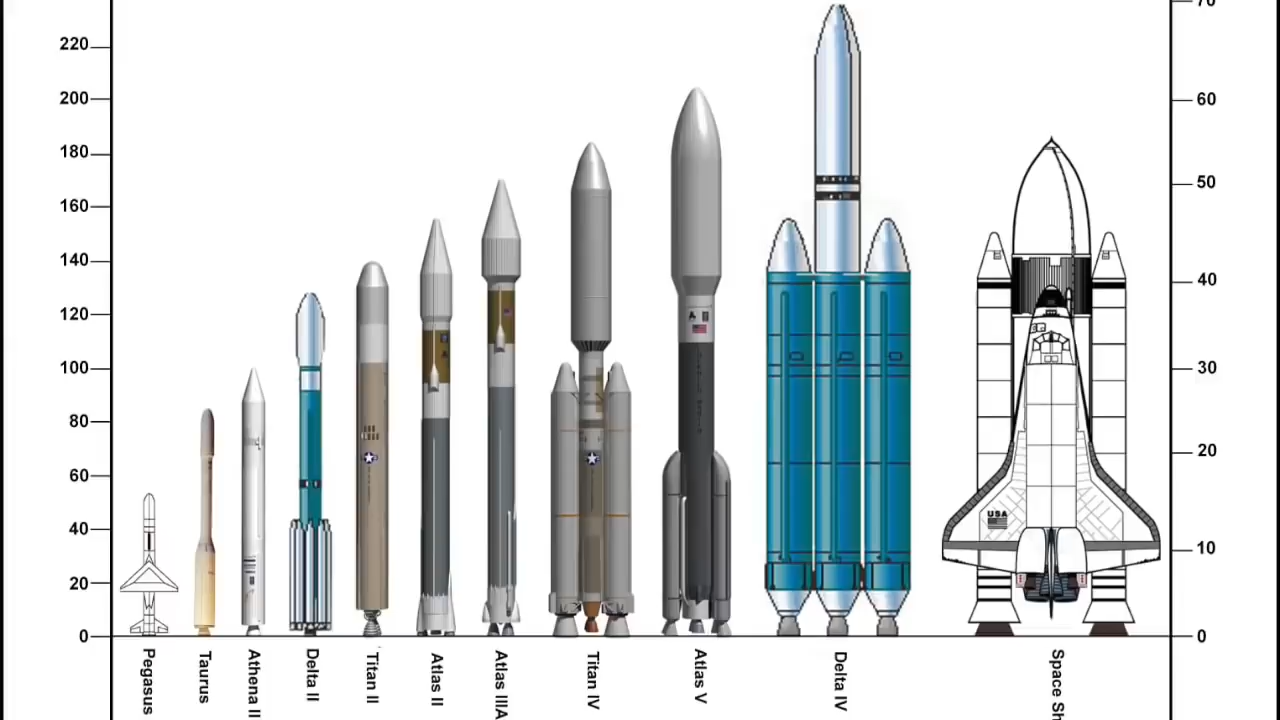 220
200
180
160
140
120
100
80
60
40
20
0
70
60
50
40
30
20
10
0
USA
Pegasus
Taurus
Athena II
Delta II
Titan II
Atlas II
Atlas IIIA
Titan IV
Atlas V
Delta IV
Space Sh